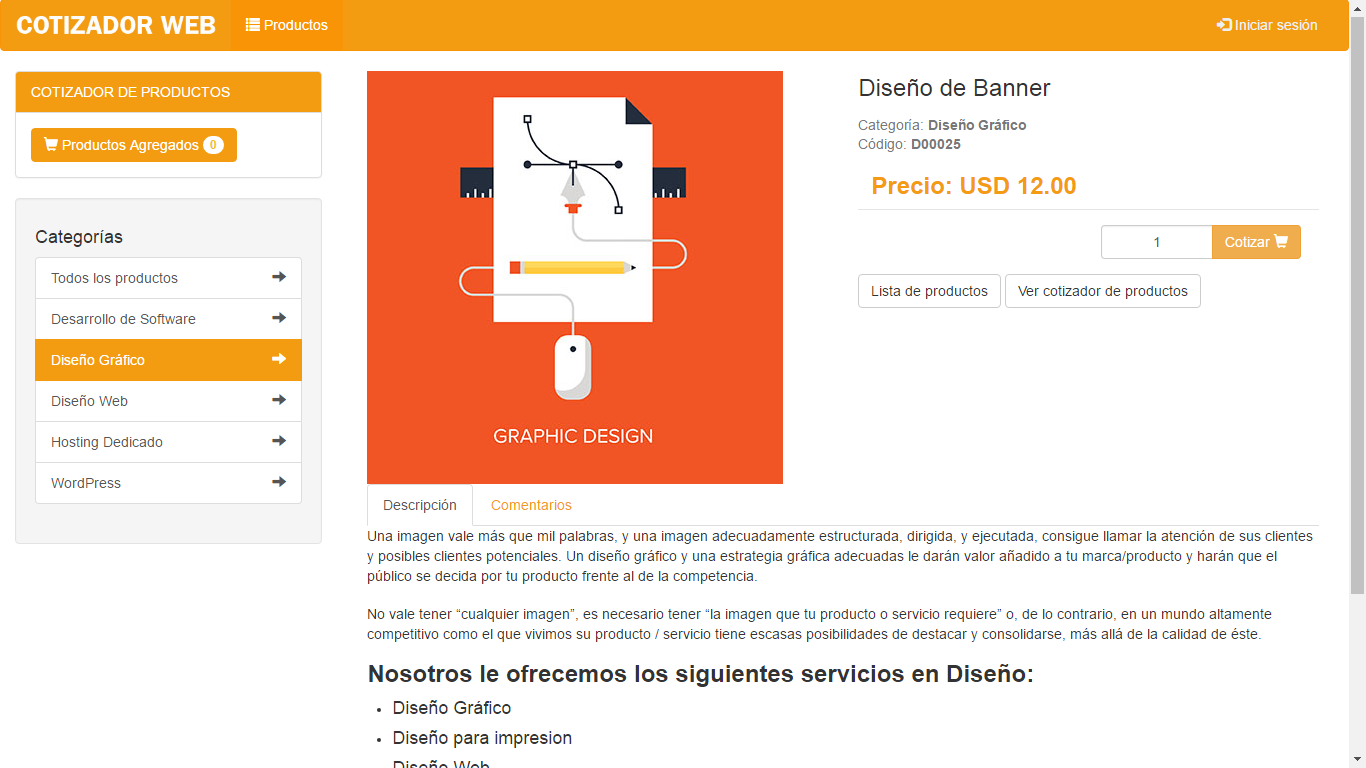 COTIZADOR WEB
Productos
Iniciar sesión
COTIZADOR DE PRODUCTOS
Productos Agregados 0
Categorías
Todos los productos
Desarrollo de Software
Diseño Gráfico
Diseño Web
Hosting Dedicado
WordPress
GRAPHIC DESIGN
Diseño de Banner
Categoría: Diseño Gráfico
Código: D00025
Precio: USD 12.00
1
Cotizar
Lista de productos
Ver cotizador de productos
Descripción
Comentarios
Una imagen vale más que mil palabras, y una imagen adecuadamente estructurada, dirigida, y ejecutada, consigue llamar la atención de sus clientes
y posibles clientes potenciales. Un diseño gráfico y una estrategia gráfica adecuadas le darán valor añadido a tu marca/producto y harán que el
público se decida por tu producto frente al de la competencia.
No vale tener “cualquier imagen”, es necesario tener “la imagen que tu producto o servicio requiere” o, de lo contrario, en un mundo altamente
competitivo como el que vivimos su producto / servicio tiene escasas posibilidades de destacar y consolidarse, más allá de la calidad de éste.
Nosotros le ofrecemos los siguientes servicios en Diseño:
Diseño Gráfico
Diseño para impresion
Diseño Web